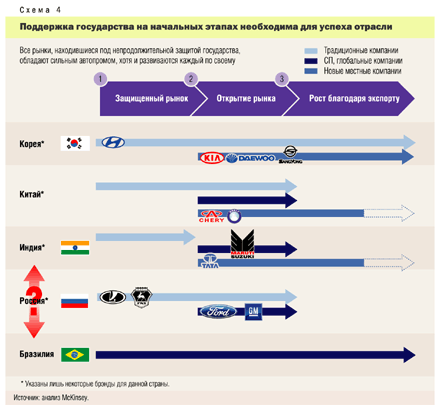 Схема 4
Поддержка государства на начальных этапах необходима для успеха отрасли
Все рынки, находившиеся под непродолжительной защитой государства,
обладают сильным автопромом, хотя и развиваются каждый по своему
Традиционные компании
СП, глобальные компании
Новые местные компании
1
2
3
Защищенный рынок
Открытие рынка
Рост благодаря экспорту
Корея*
KIA
DAEWOO
SSANGYONG
Китай*
CHERY
Индия*
MARUTI
SUZUKI
TATA
?
Россия*
Ford
GM
Бразилия
* Указаны лишь некоторые бренды для данной страны.
Источник: анализ McKinsey.